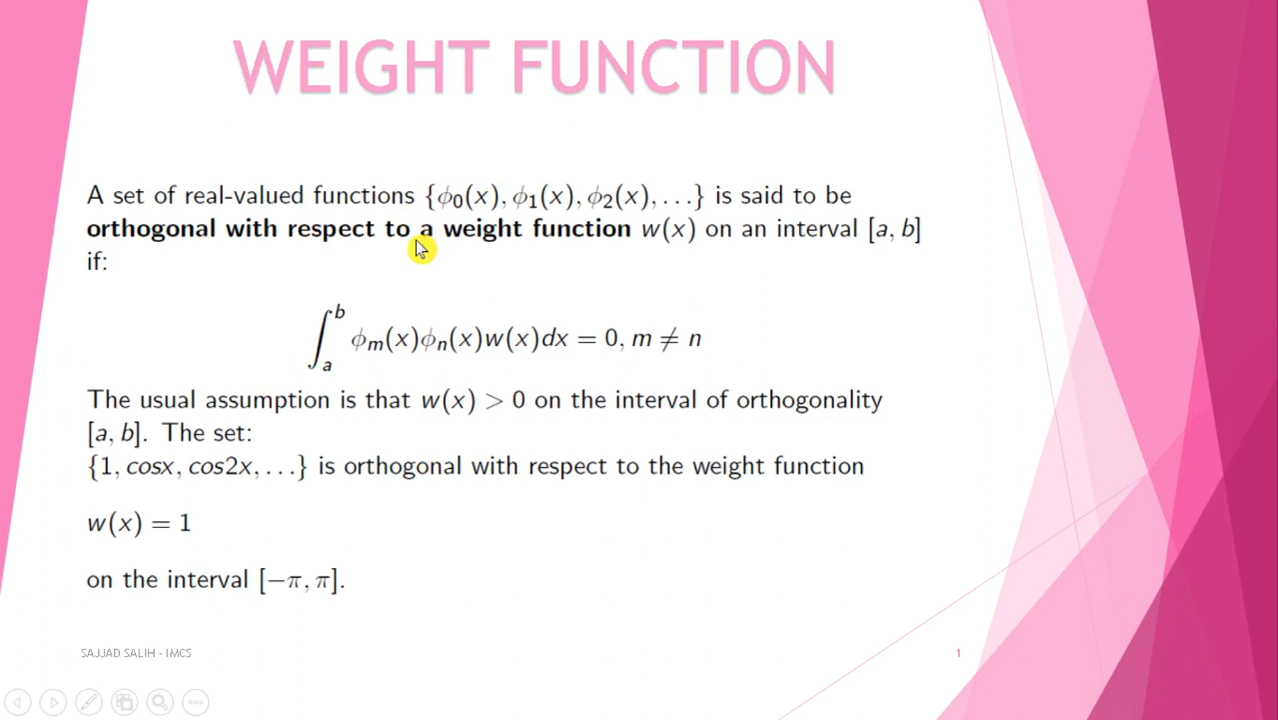 WEIGHT FUNCTION
A set of real-valued functions {ϕ₀(x), ϕ₁(x), ϕ₂(x), . . .} is said to be
orthogonal with respect to a weight function w(x) on an interval [a, b]
if:
∫ₐᵇ ϕₘ(x)ϕₙ(x)w(x)dx = 0, m ≠ n
The usual assumption is that w(x) > 0 on the interval of orthogonality
[a, b]. The set:
{1, cosx, cos2x, . . .} is orthogonal with respect to the weight function
w(x) = 1
on the interval [−π, π].
SAJJAD SALIH - IMCS
1